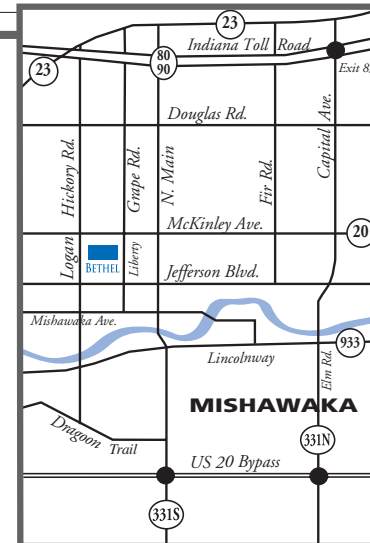 23
Indiana Toll Road
80
90
23
Exit 8
Douglas Rd.
Hickory Rd.
Grape Rd.
N. Main
Fir Rd.
Capital Ave.
McKinley Ave.
20
Logan
BETHEL
Liberty
Jefferson Blvd.
Mishawaka Ave.
933
Lincolnway
Elm Rd.
MISHAWAKA
Dragoon Trail
331N
US 20 Bypass
331S